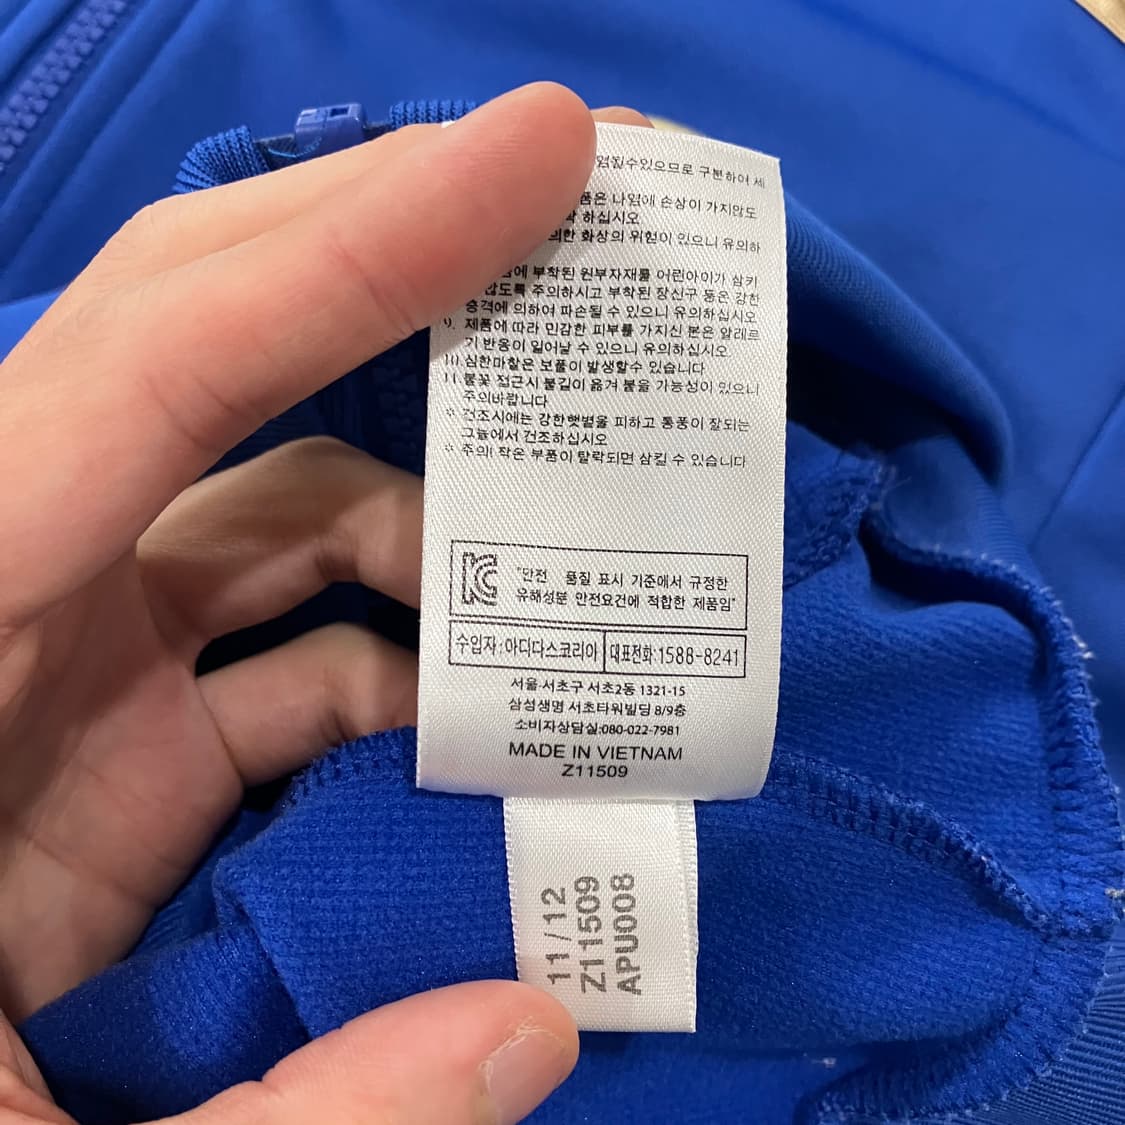 염될수있으므로 구분하여 세
품은 나염에 손상이 가지않도
하십시오
의한 화상의 위험이 있으니 유의하
에 부착된 원부자재를 어린아이가 삼키
않도록 주의하시고 부착된 장신구 등은 강한
충격에 의하여 파손될 수 있으니 유의하십시오
9. 제품에 따라 민감한 피부를 가지신 분은 알레르
기 반응이 일어날 수 있으니 유의하십시오
10. 심한마찰은 보풀이 발생할수 있습니다
11. 불꽃 접근시 불길이 옮겨 붙을 가능성이 있으니
주의바랍니다
※ 건조시에는 강한햇볕을 피하고 통풍이 잘되는
그늘에서 건조하십시오
※ 주의! 작은 부품이 탈락되면 삼킬 수 있습니다
KC "안전 품질 표시 기준에서 규정한
유해성분 안전요건에 적합한 제품임"
수입자:아디다스코리아 대표전화:1588-8241
서울·서초구 서초2동 1321-15
삼성생명 서초타워빌딩 8/9층
소비자상담실:080-022-7981
MADE IN VIETNAM
Z11509
11/12
Z11509
APU008